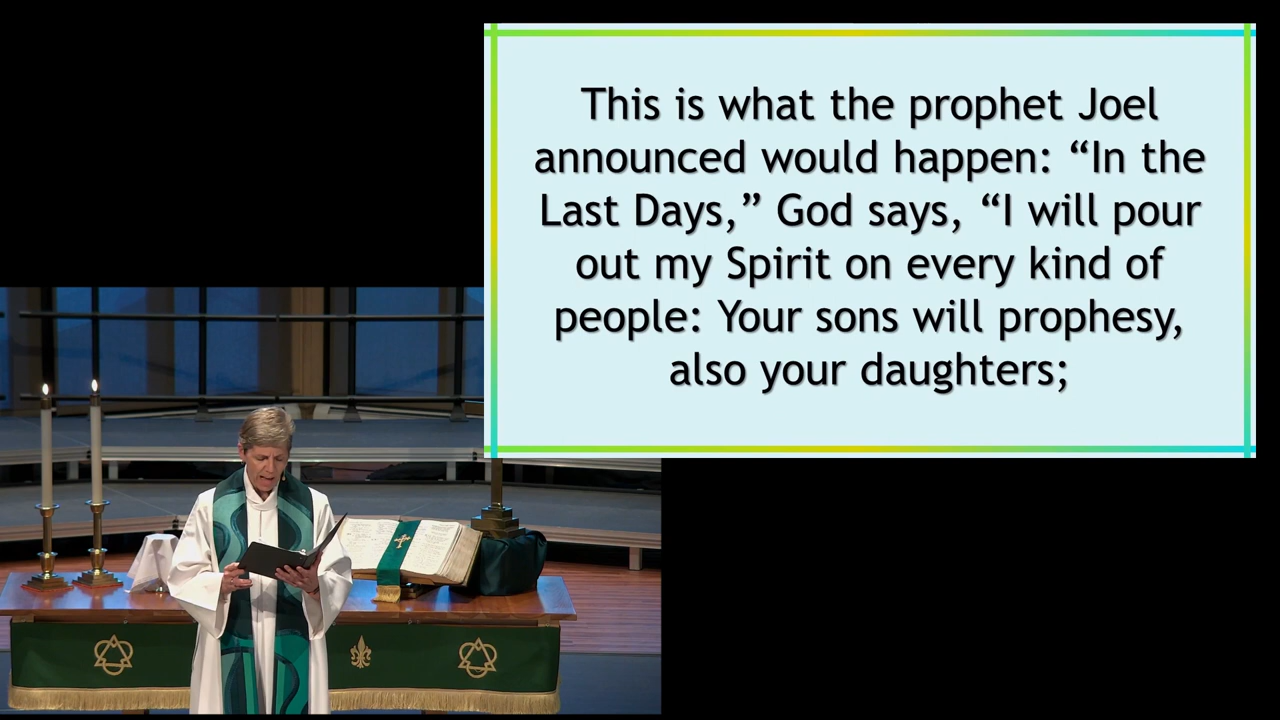 This is what the prophet Joel
announced would happen: “In the
Last Days,” God says, “I will pour
out my Spirit on every kind of
people: Your sons will prophesy,
also your daughters;